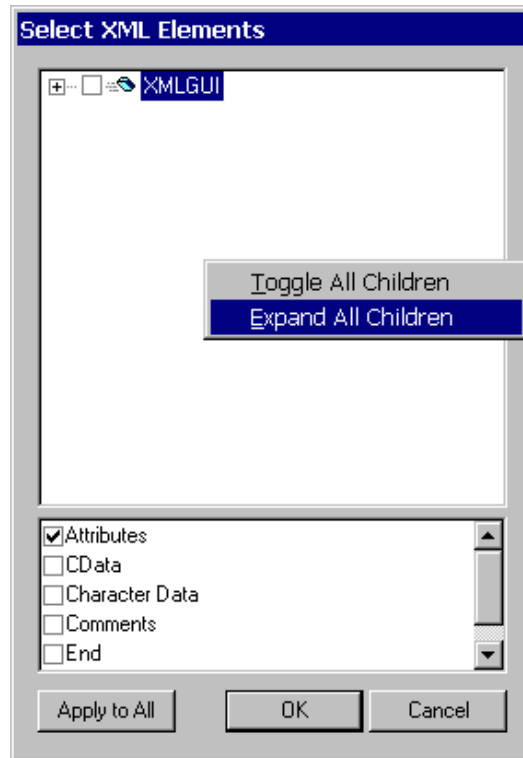 Select XML Elements
XMLGUI
Toggle All Children
Expand All Children
Attributes
CData
Character Data
Comments
End
Apply to All OK Cancel